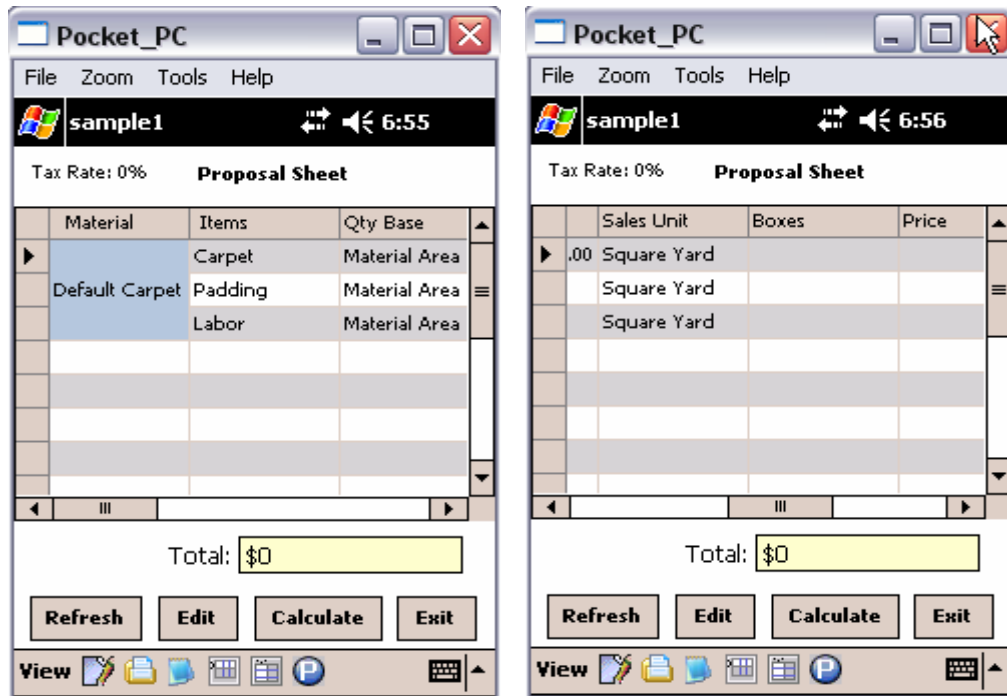 Pocket_PC
File Zoom Tools Help
sample1 6:55
Tax Rate: 0% Proposal Sheet
Material Items Qty Base
Carpet Material Area
Default Carpet Padding Material Area
Labor Material Area
Total: $0
Refresh Edit Calculate Exit
View P
Pocket_PC
File Zoom Tools Help
sample1 6:56
Tax Rate: 0% Proposal Sheet
Sales Unit Boxes Price
.00 Square Yard
Square Yard
Square Yard
Total: $0
Refresh Edit Calculate Exit
View P